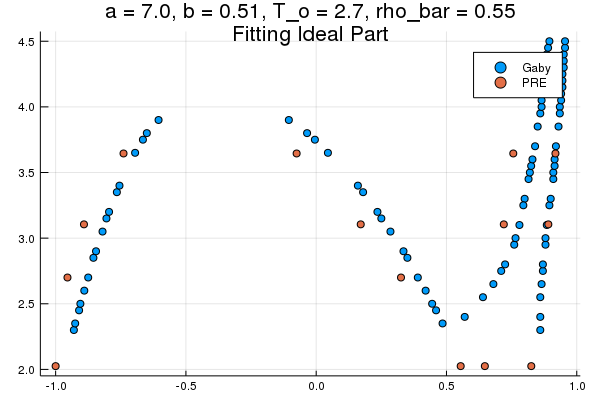 a = 7.0, b = 0.51, T_o = 2.7, rho_bar = 0.55
Fitting Ideal Part
Gaby
PRE
4.5
4.0
3.5
3.0
2.5
2.0
-1.0 -0.5 0.0 0.5 1.0